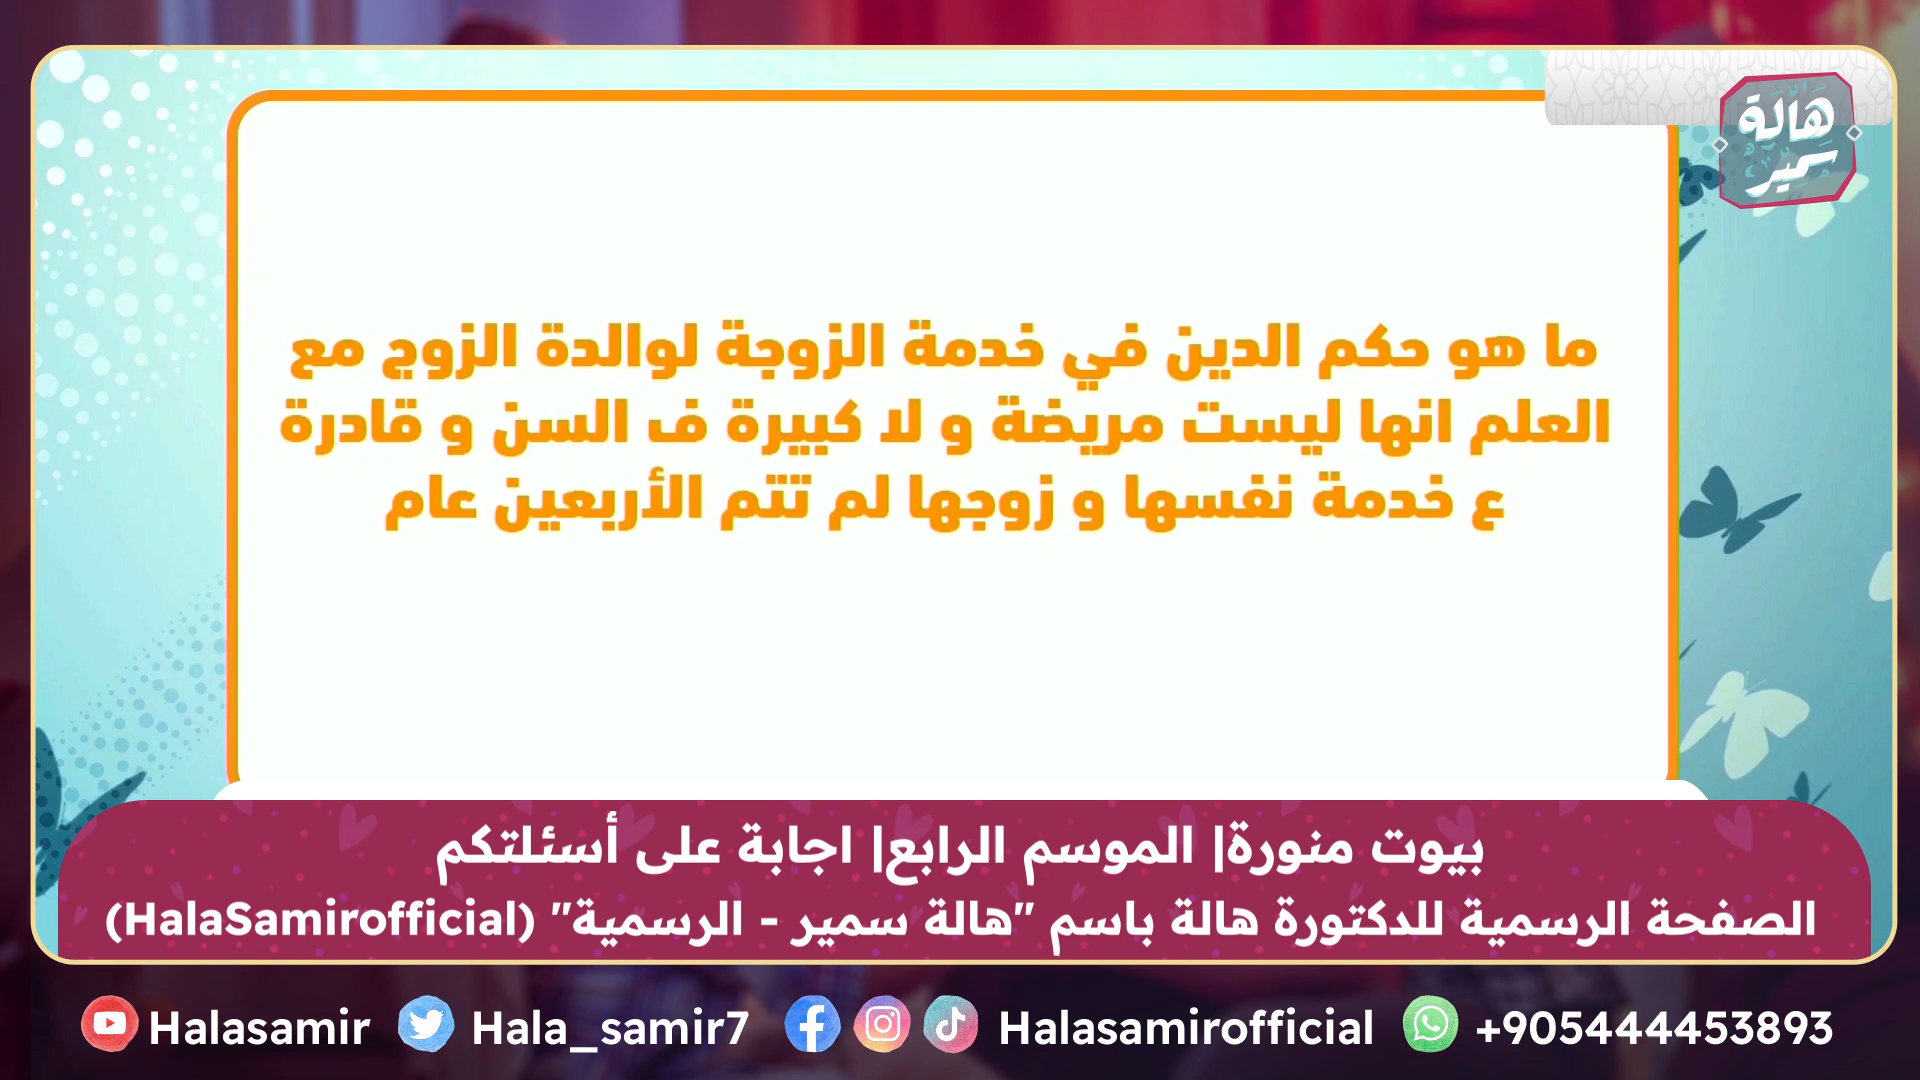 هالة
سمير
ما هو حكم الدين في خدمة الزوجة لوالدة الزوج مع
العلم انها ليست مريضة و لا كبيرة ف السن و قادرة
ع خدمة نفسها و زوجها لم تتم الأربعين عام
بيوت منورة| الموسم الرابع| اجابة على أسئلتكم
الصفحة الرسمية للدكتورة هالة باسم "هالة سمير - الرسمية" (HalaSamirofficial)
Halasamir Hala_samir7 Halasamirofficial +905444453893